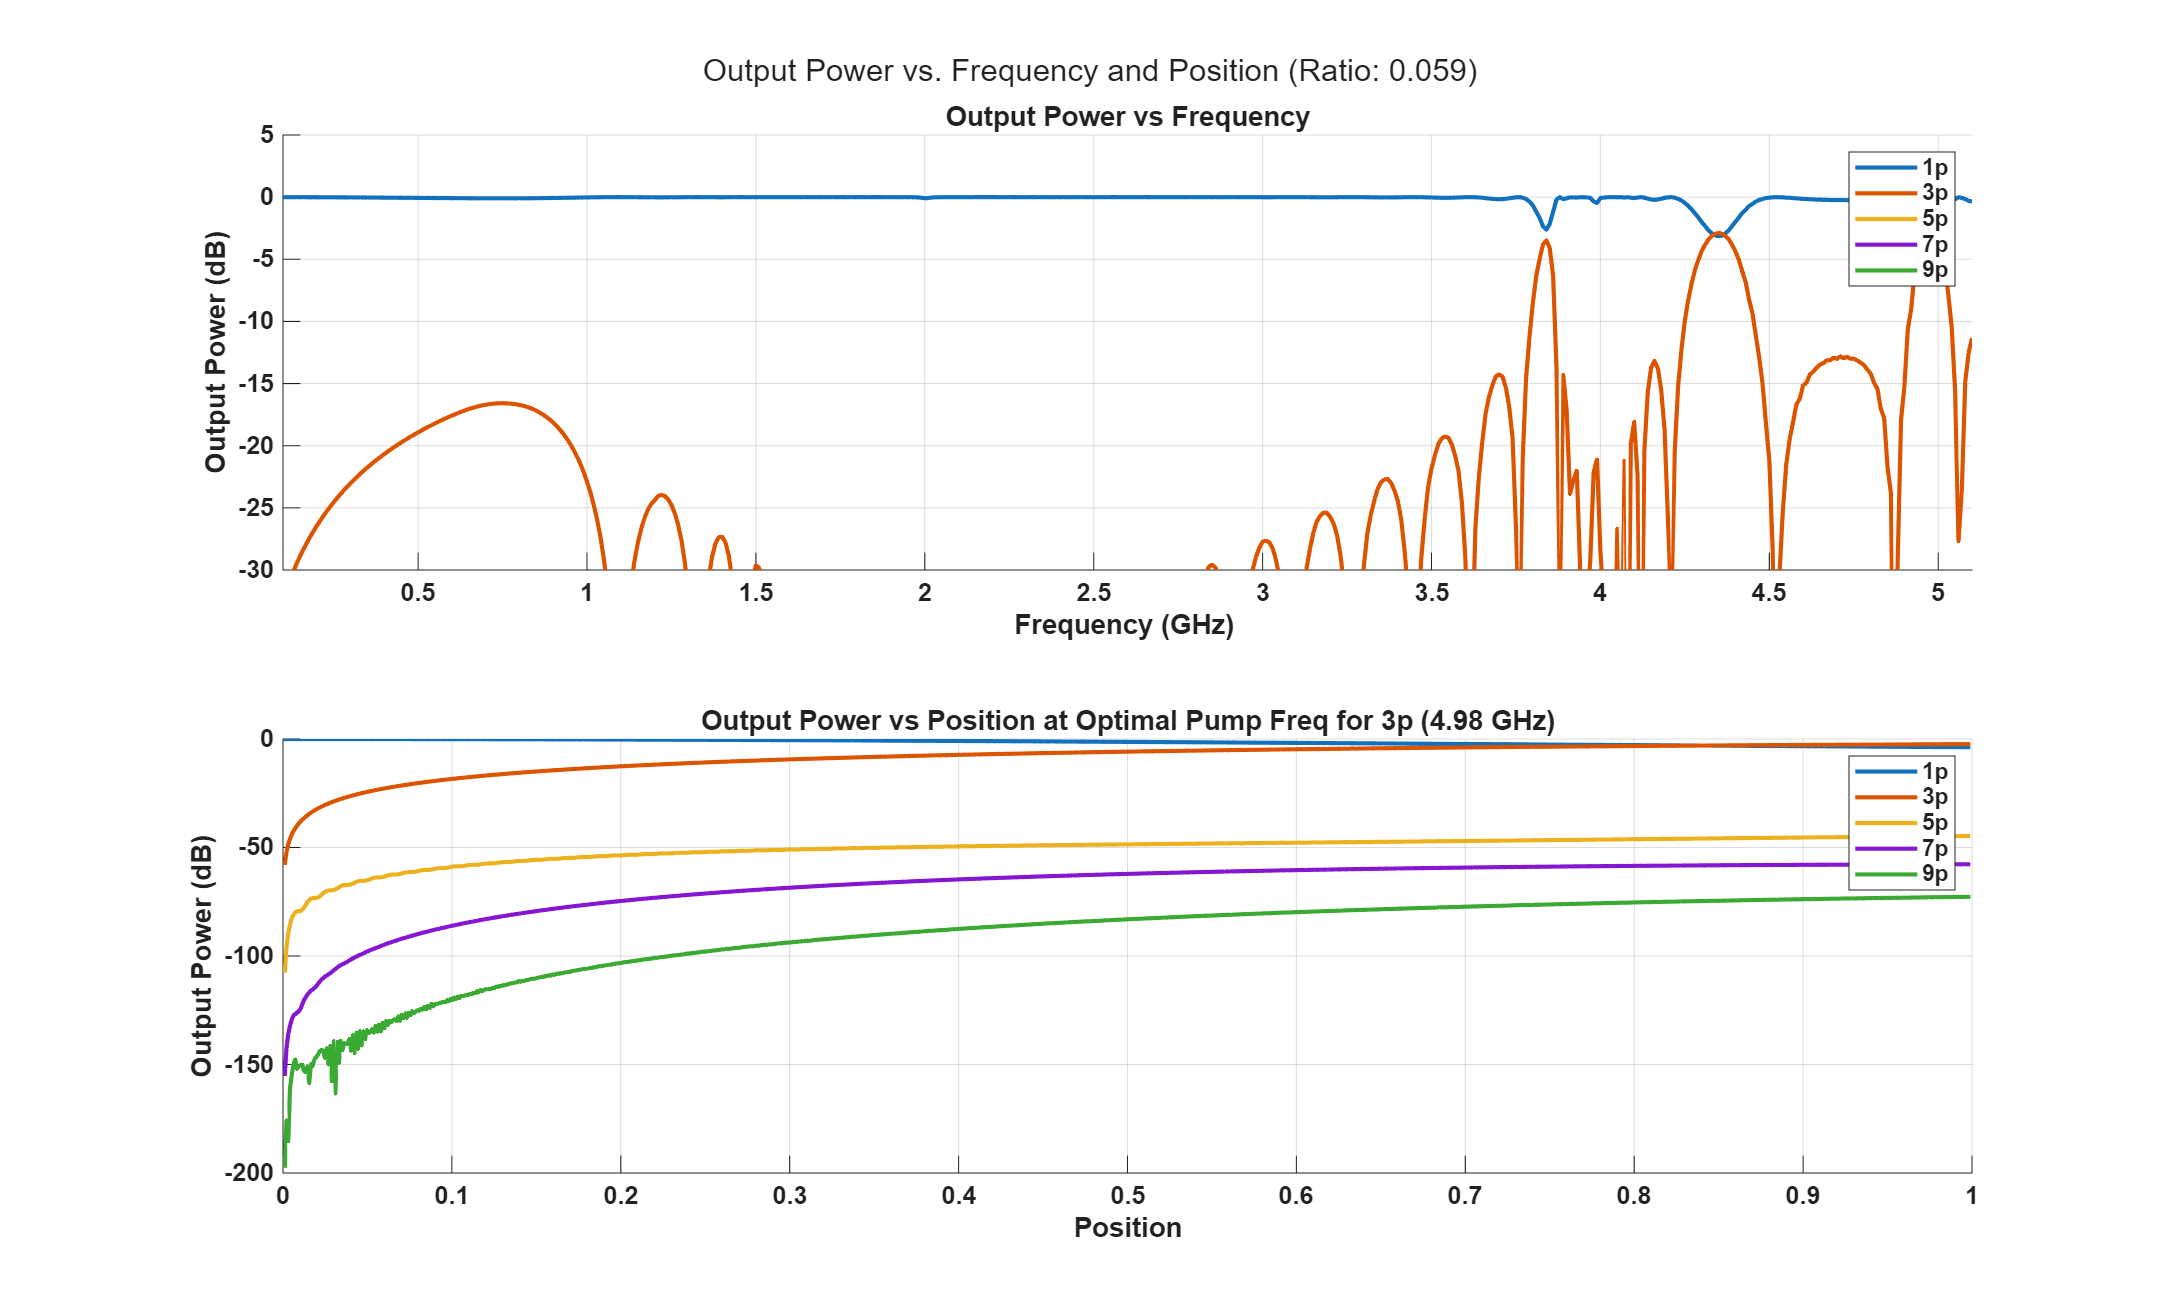 Output Power vs. Frequency and Position (Ratio: 0.059)
Output Power vs Frequency
5
0
-5
-10
-15
-20
-25
-30
Output Power (dB)
1p
3p
5p
7p
9p
0.5 1 1.5 2 2.5 3 3.5 4 4.5 5
Frequency (GHz)
Output Power vs Position at Optimal Pump Freq for 3p (4.98 GHz)
0
-50
-100
-150
-200
Output Power (dB)
1p
3p
5p
7p
9p
0 0.1 0.2 0.3 0.4 0.5 0.6 0.7 0.8 0.9 1
Position